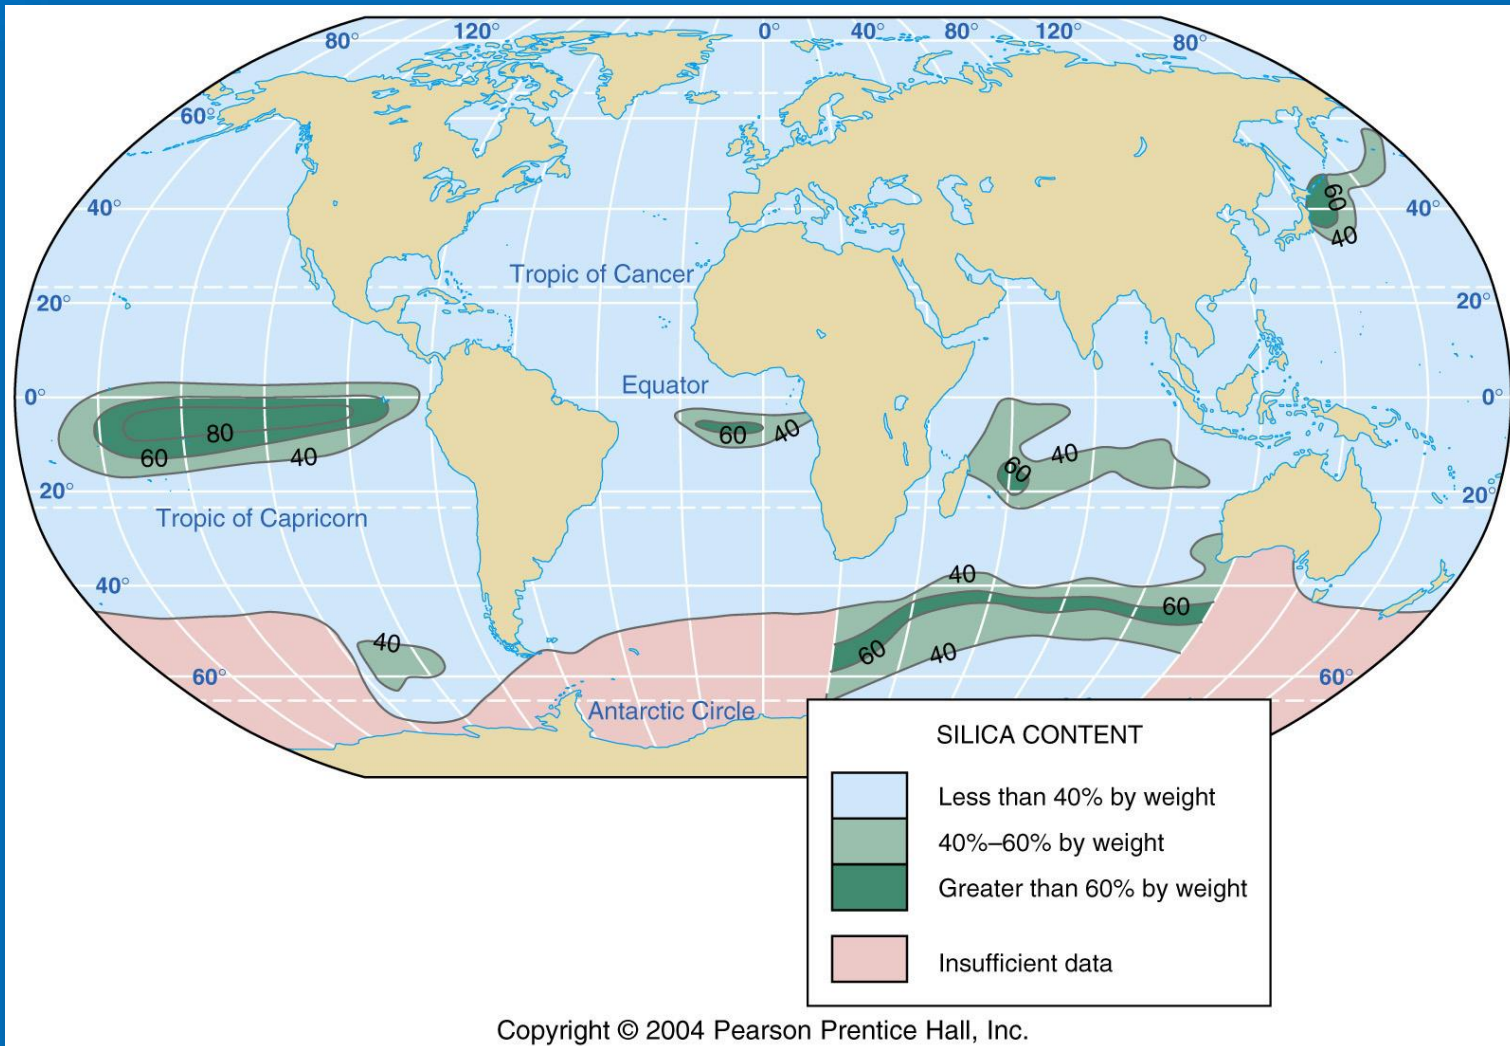 80° 120° 0° 40° 80° 120° 80°
60°
60
40° 40°
40
Tropic of Cancer
20° 20°
Equator
0° 0°
80 60 40
60 40 40
60
20° 20°
Tropic of Capricorn
40
40°
60
40
60 40
60° 60°
Antarctic Circle
SILICA CONTENT
Less than 40% by weight
40%–60% by weight
Greater than 60% by weight
Insufficient data
Copyright © 2004 Pearson Prentice Hall, Inc.